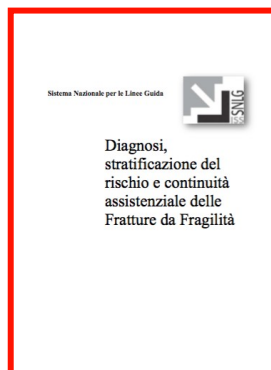 Sistema Nazionale per le Linee Guida
SNLG
Diagnosi,
stratificazione del
rischio e continuità
assistenziale delle
Fratture da Fragilità